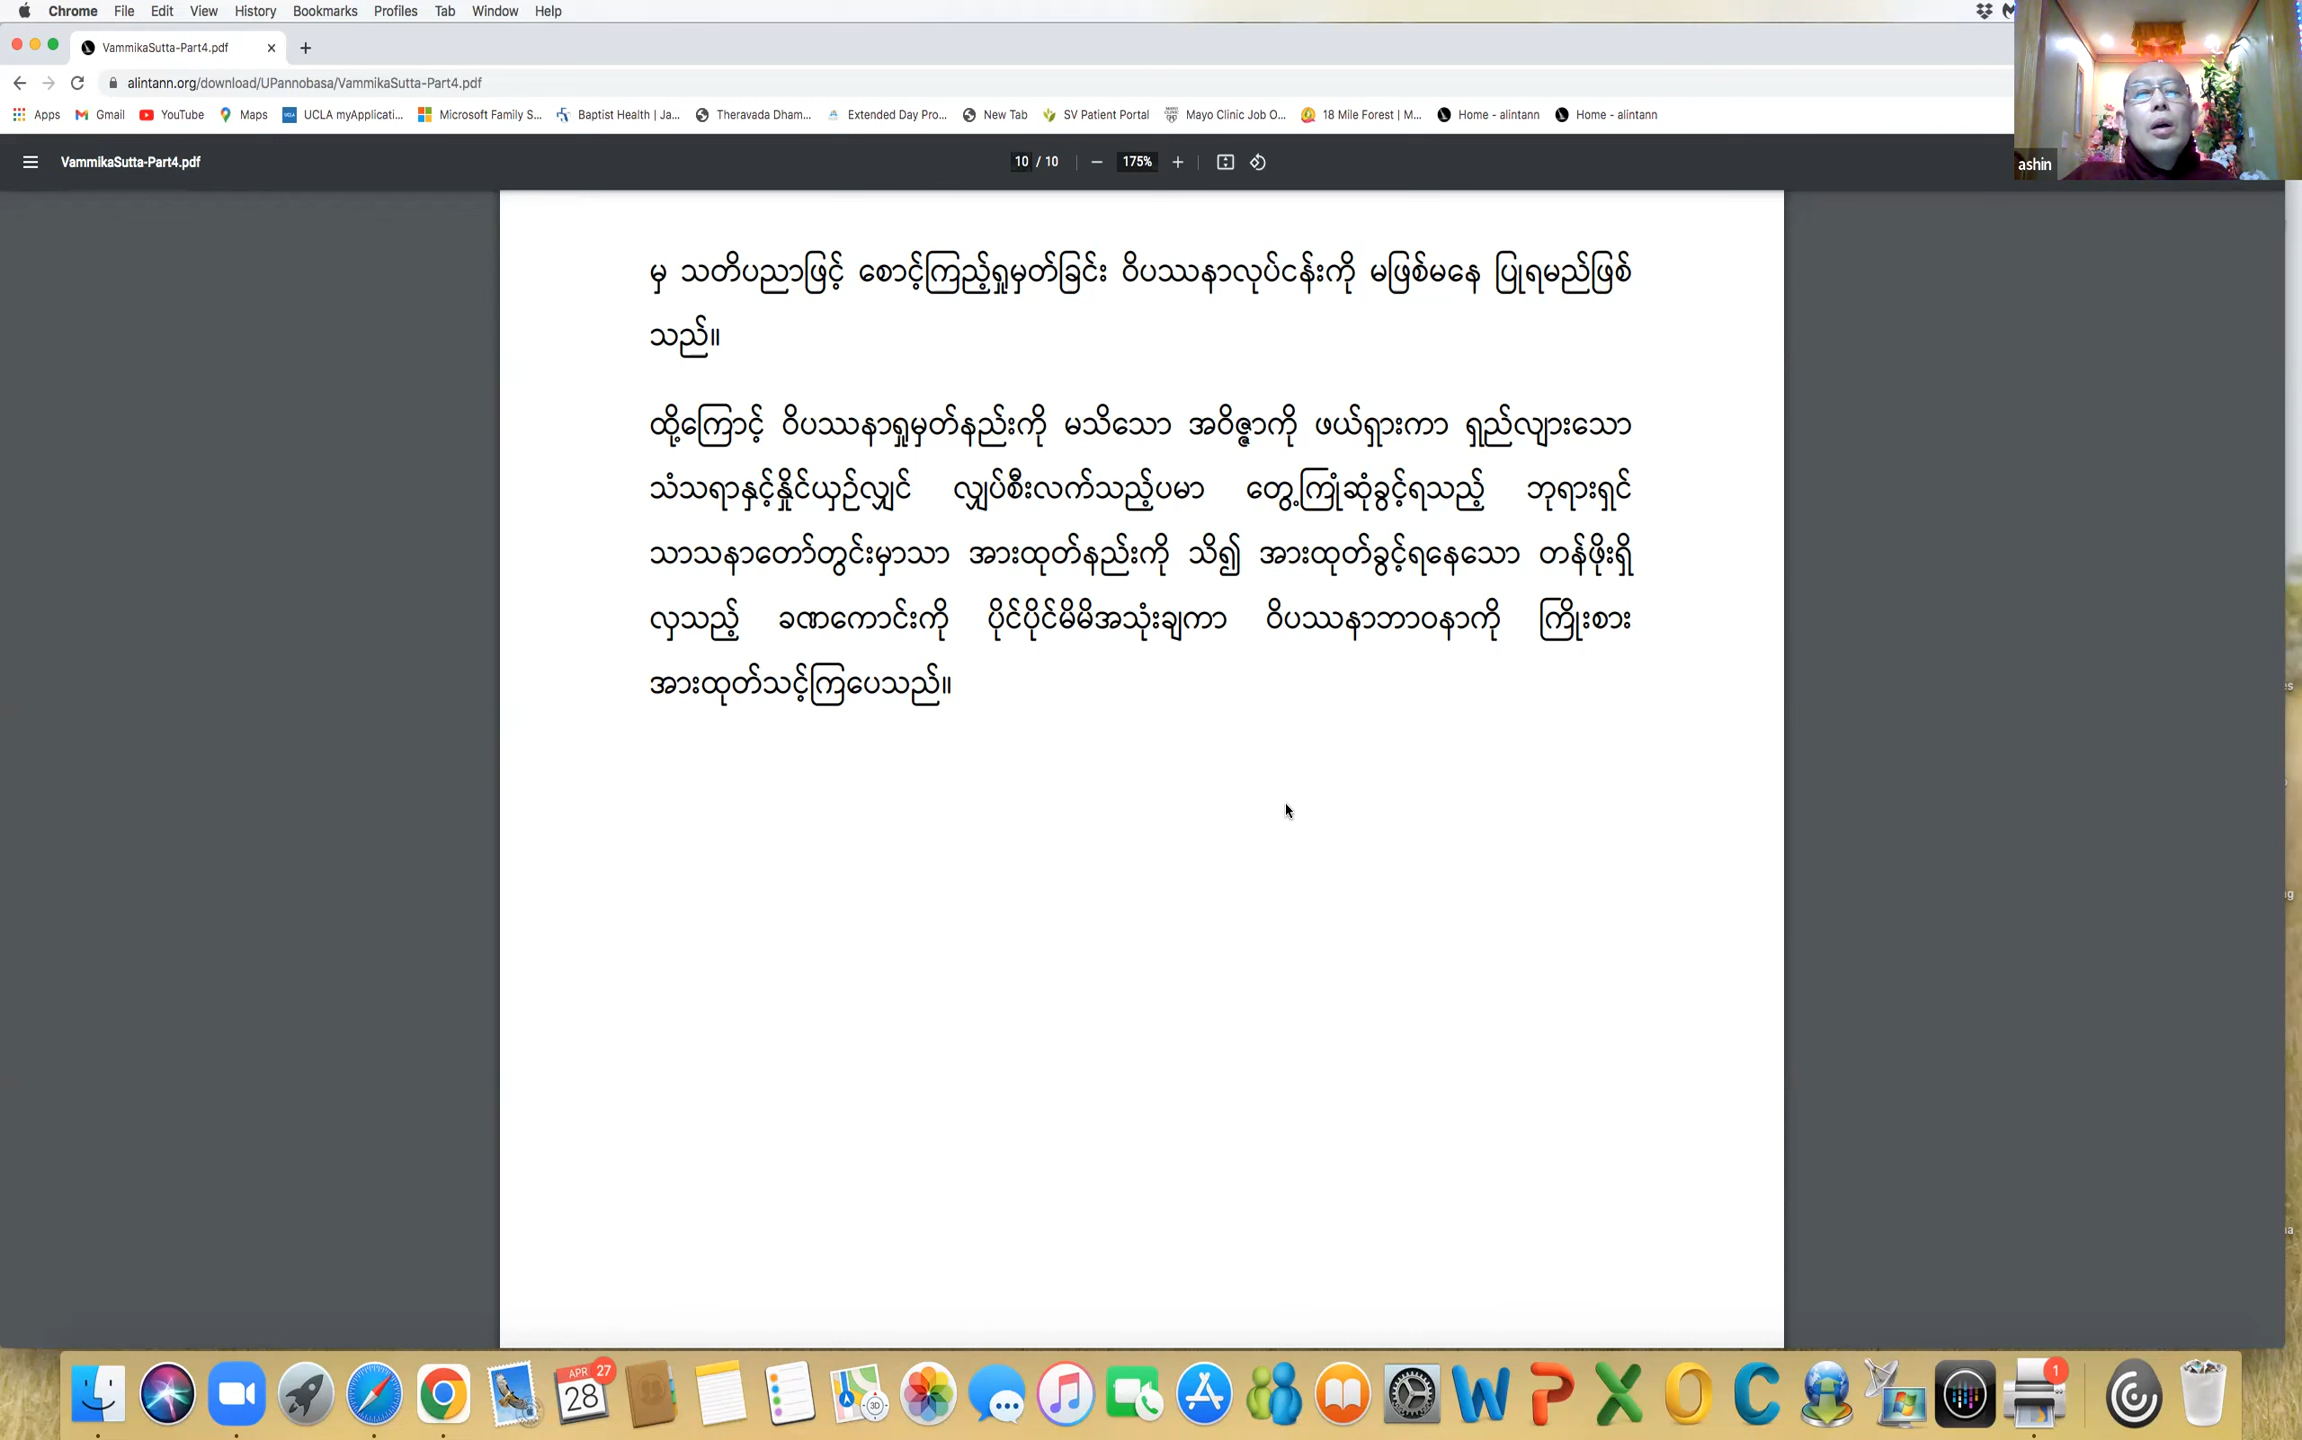 Chrome File Edit View History Bookmarks Profiles Tab Window Help
VammikaSutta-Part4.pdf
alintann.org/download/UPannobasa/VammikaSutta-Part4.pdf
Apps Gmail YouTube Maps UCLA myApplicati... Microsoft Family S... Baptist Health | Ja... Theravada Dham... Extended Day Pro... New Tab SV Patient Portal Mayo Clinic Job O... 18 Mile Forest | M... Home - alintann Home - alintann
VammikaSutta-Part4.pdf 10 / 10 175%
ashin
မှ သတိပညာဖြင့် စောင့်ကြည့်ရှုမှတ်ခြင်း ဝိပဿနာလုပ်ငန်းကို မဖြစ်မနေ ပြုရမည်ဖြစ်
သည်။
ထို့ကြောင့် ဝိပဿနာရှုမှတ်နည်းကို မသိသော အဝိဇ္ဇာကို ဖယ်ရှားကာ ရှည်လျားသော
သံသရာနှင့်နှိုင်ယှဉ်လျှင် လျှပ်စီးလက်သည့်ပမာ တွေ့ကြုံဆုံခွင့်ရသည့် ဘုရားရှင်
သာသနာတော်တွင်းမှာသာ အားထုတ်နည်းကို သိ၍ အားထုတ်ခွင့်ရနေသော တန်ဖိုးရှိ
လှသည့် ခဏကောင်းကို ပိုင်ပိုင်မိမိအသုံးချကာ ဝိပဿနာဘာဝနာကို ကြိုးစား
အားထုတ်သင့်ကြပေသည်။
APR 27
28
3D
1